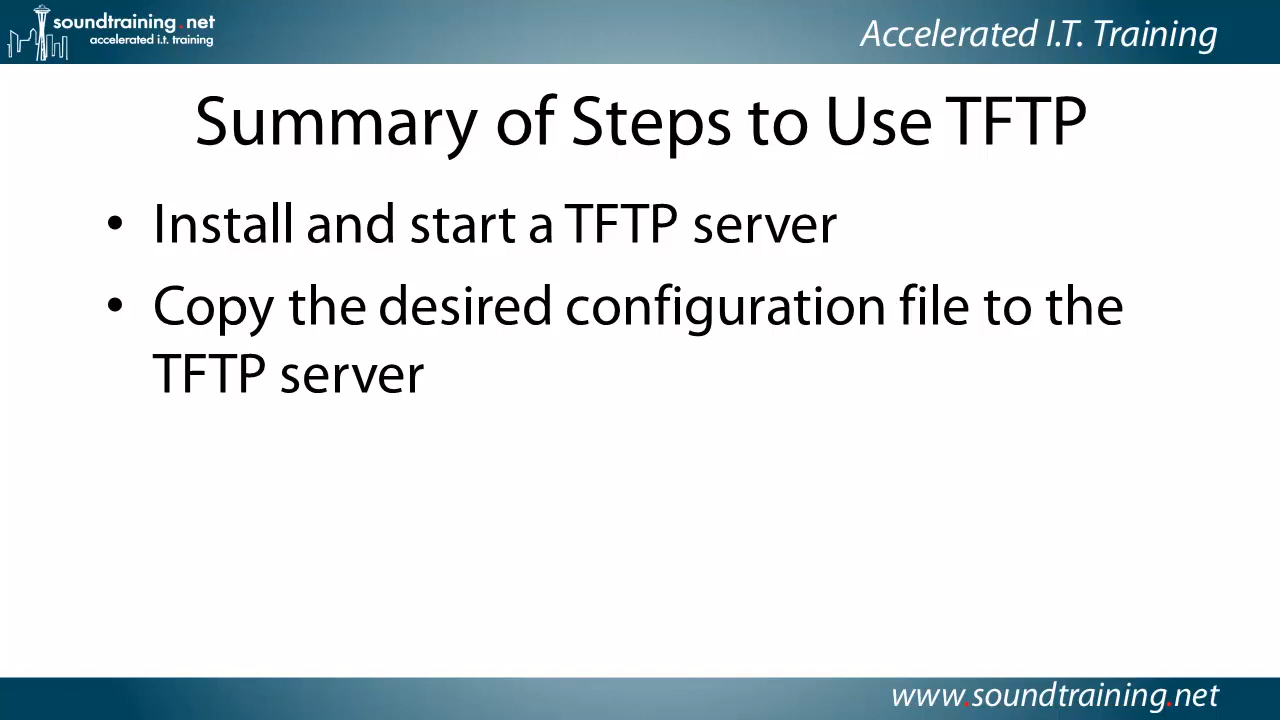 soundtraining.net
accelerated i.t. training
Accelerated I.T. Training
Summary of Steps to Use TFTP
• Install and start a TFTP server
• Copy the desired configuration file to the
TFTP server
www.soundtraining.net